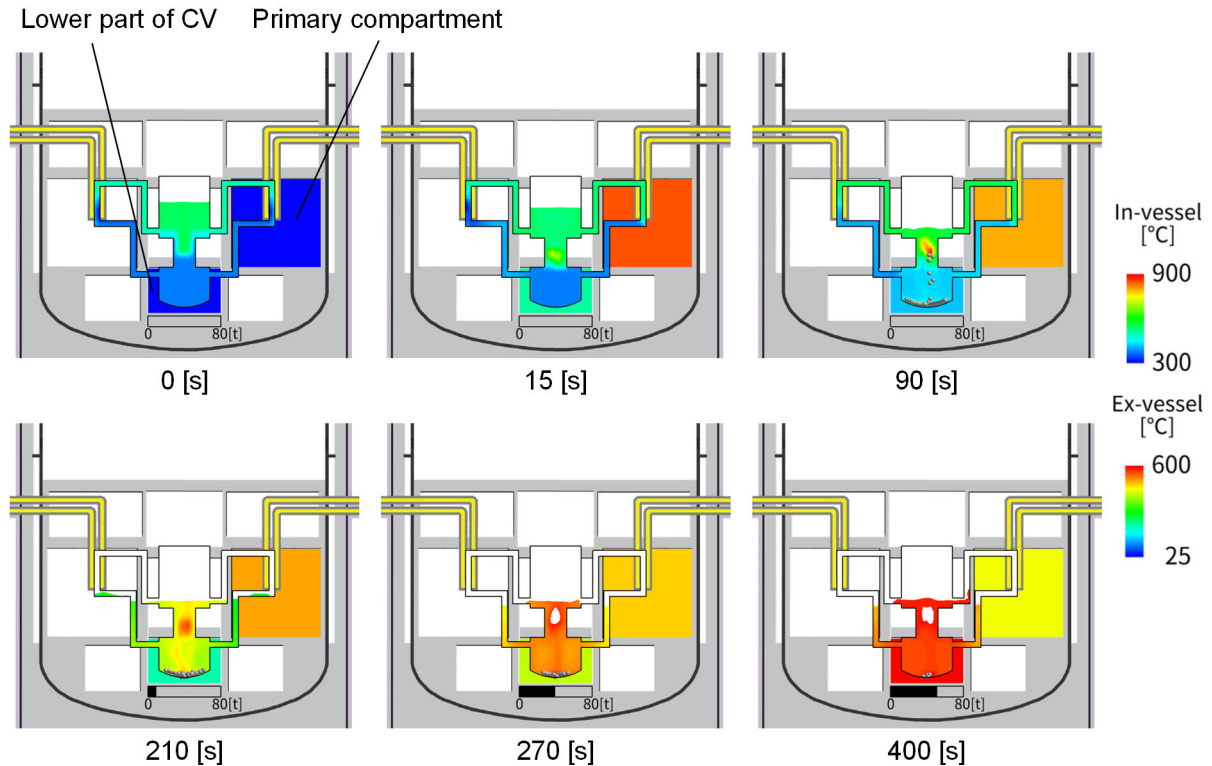 Lower part of CV
Primary compartment
0 80[t]
0 80[t]
0 80[t]
0 [s]
15 [s]
90 [s]
In-vessel
[°C]
900
300
Ex-vessel
[°C]
600
25
0 80[t]
0 80[t]
0 80[t]
210 [s]
270 [s]
400 [s]